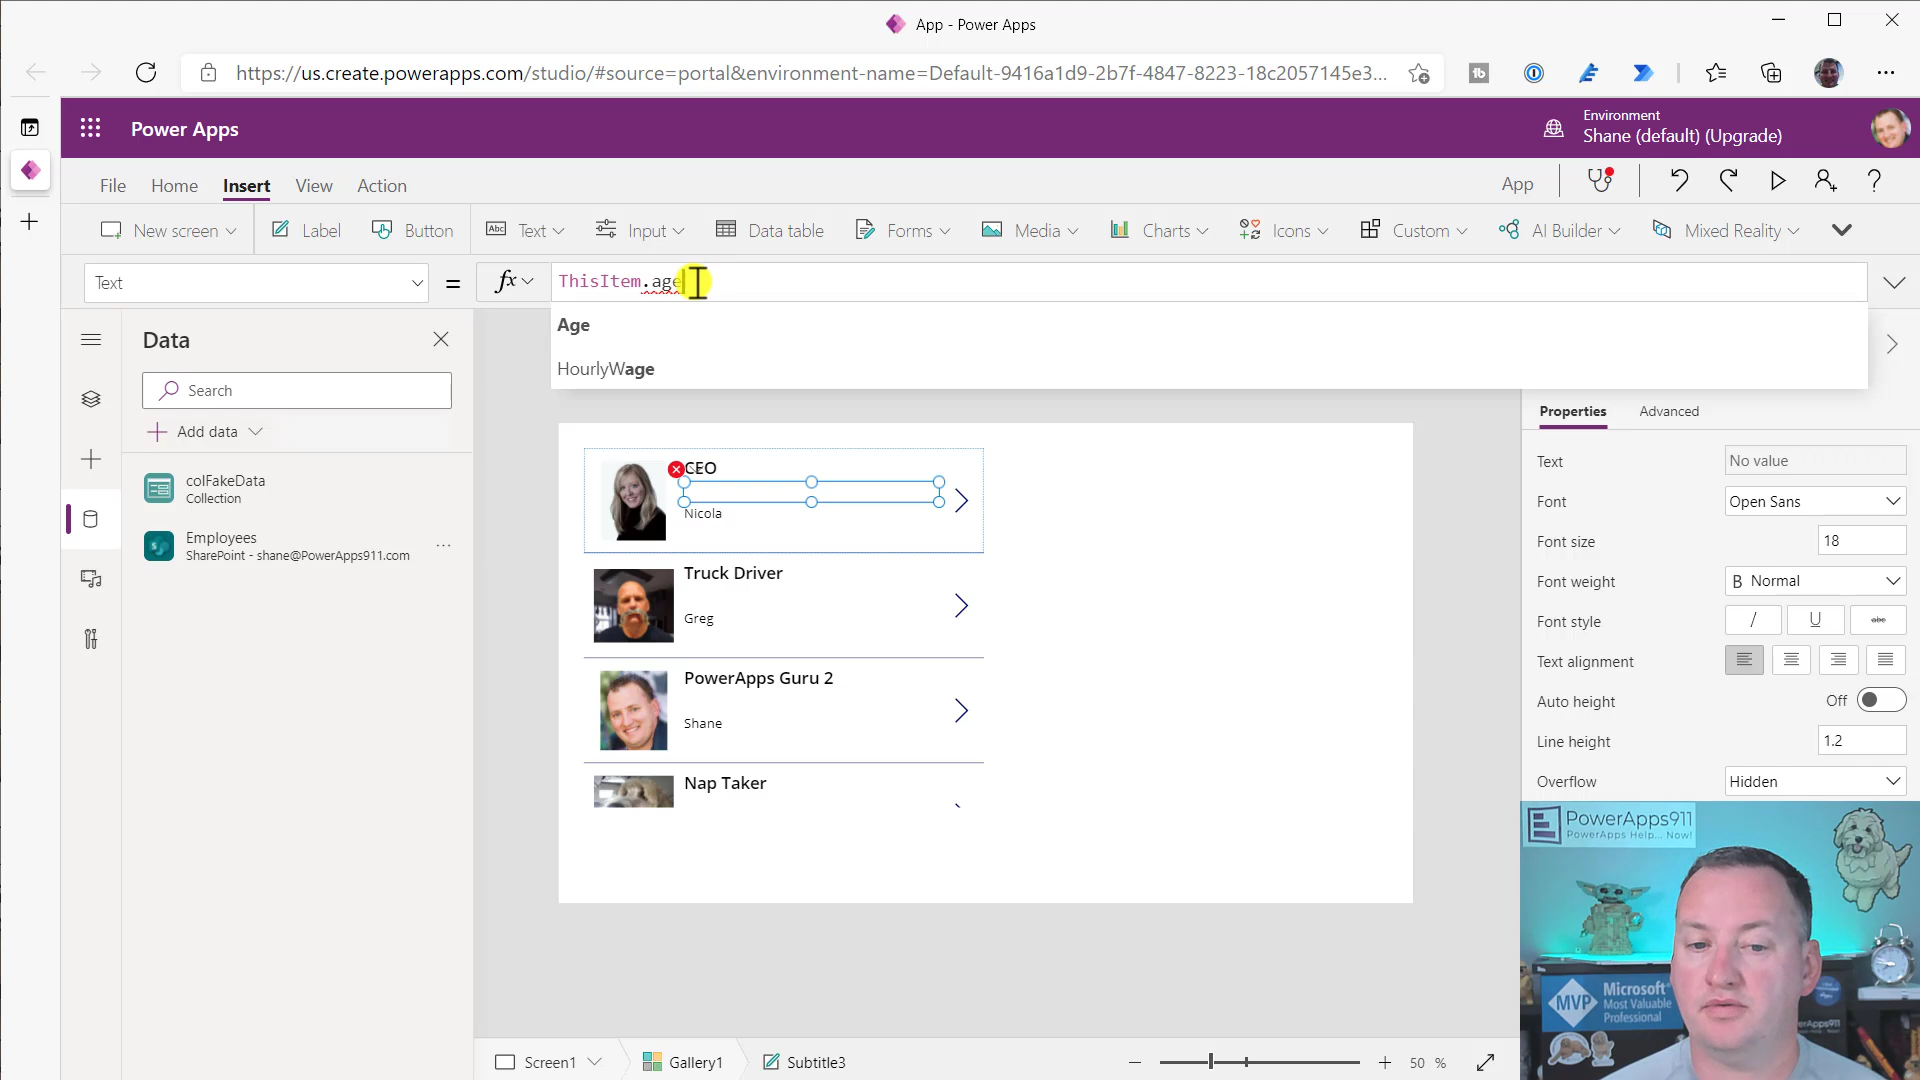 App - Power Apps
https://us.create.powerapps.com/studio/#source=portal&environment-name=Default-9416a1d9-2b7f-4847-8223-18c2057145e3...
Power Apps
Environment
Shane (default) (Upgrade)
File
Home
Insert
View
Action
App
New screen
Label
Button
Abc
Text
Input
Data table
Forms
Media
Charts
Icons
Custom
AI Builder
Mixed Reality
Text
=
fx
ThisItem.age
Age
HourlyWage
Data
Search
Add data
colFakeData
Collection
Employees
SharePoint - shane@PowerApps911.com
CEO
Nicola
Truck Driver
Greg
PowerApps Guru 2
Shane
Nap Taker
Properties
Advanced
Text
No value
Font
Open Sans
Font size
18
Font weight
B Normal
Font style
/ U abc
Text alignment
Auto height
Off
Line height
1.2
Overflow
Hidden
PowerApps911
PowerApps Help... Now!
MVP
Microsoft
Most Valuable
Professional
Screen1
Gallery1
Subtitle3
50 %